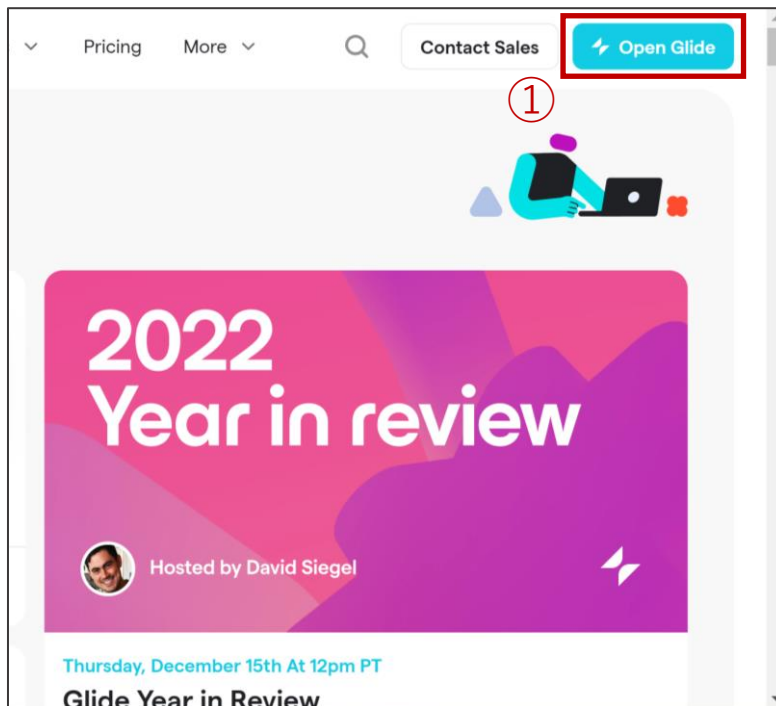 Pricing
More
Contact Sales
Open Glide
①
2022
Year in review
Hosted by David Siegel
Thursday, December 15th At 12pm PT
Glide Year in Review